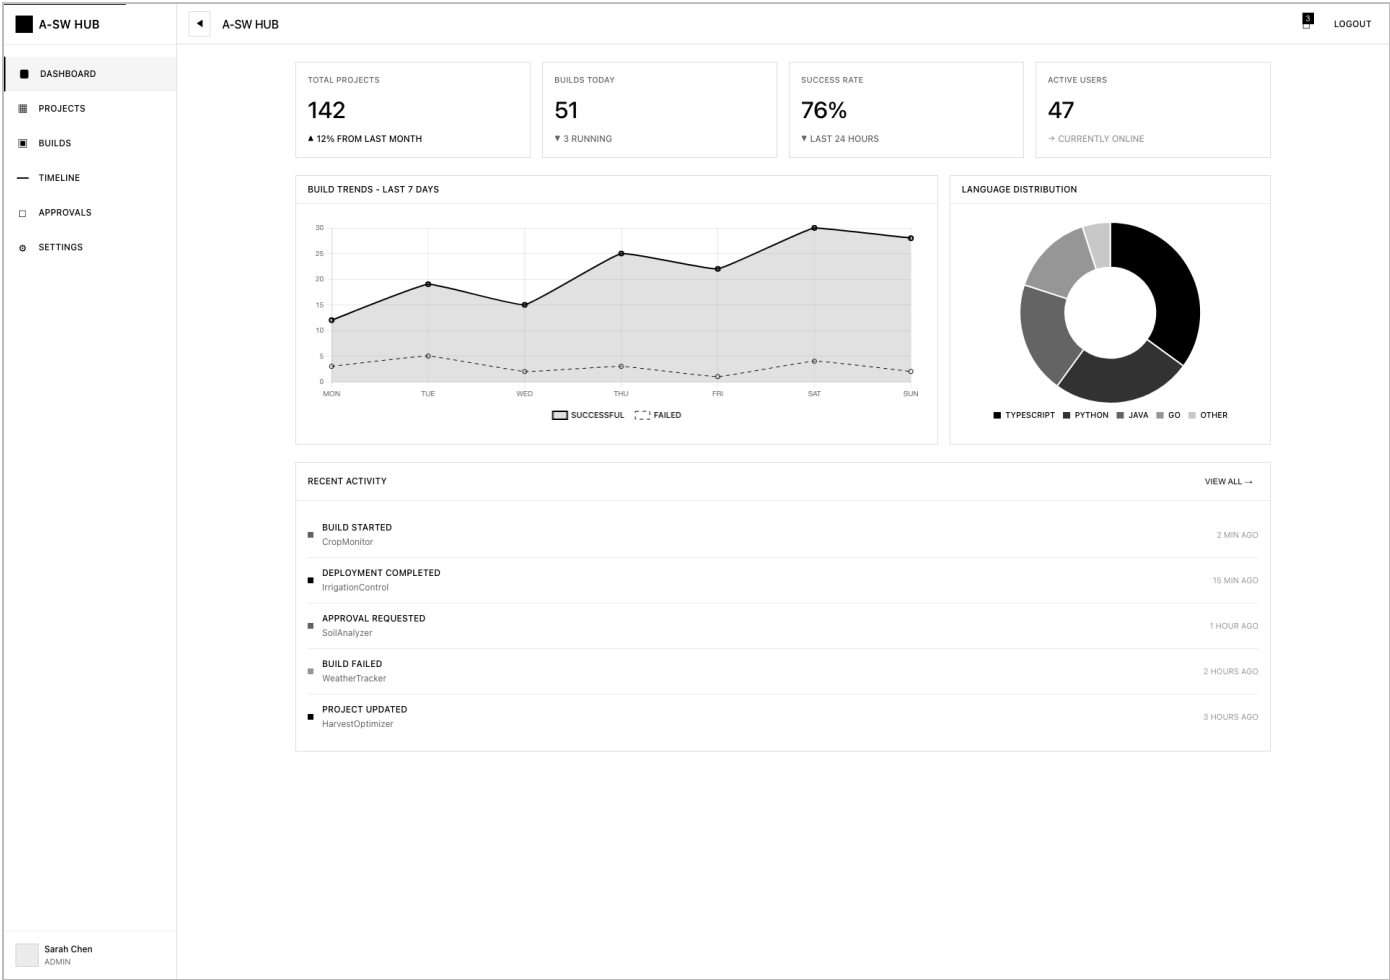 A-SW HUB
DASHBOARD
PROJECTS
BUILDS
TIMELINE
APPROVALS
SETTINGS
Sarah Chen
ADMIN
A-SW HUB
3
LOGOUT
TOTAL PROJECTS
142
▲ 12% FROM LAST MONTH
BUILDS TODAY
51
▼ 3 RUNNING
SUCCESS RATE
76%
▼ LAST 24 HOURS
ACTIVE USERS
47
→ CURRENTLY ONLINE
BUILD TRENDS - LAST 7 DAYS
30
25
20
15
10
5
0
MON TUE WED THU FRI SAT SUN
SUCCESSFUL FAILED
LANGUAGE DISTRIBUTION
TYPESCRIPT PYTHON JAVA GO OTHER
RECENT ACTIVITY
VIEW ALL →
BUILD STARTED
CropMonitor
2 MIN AGO
DEPLOYMENT COMPLETED
IrrigationControl
15 MIN AGO
APPROVAL REQUESTED
SoilAnalyzer
1 HOUR AGO
BUILD FAILED
WeatherTracker
2 HOURS AGO
PROJECT UPDATED
HarvestOptimizer
3 HOURS AGO